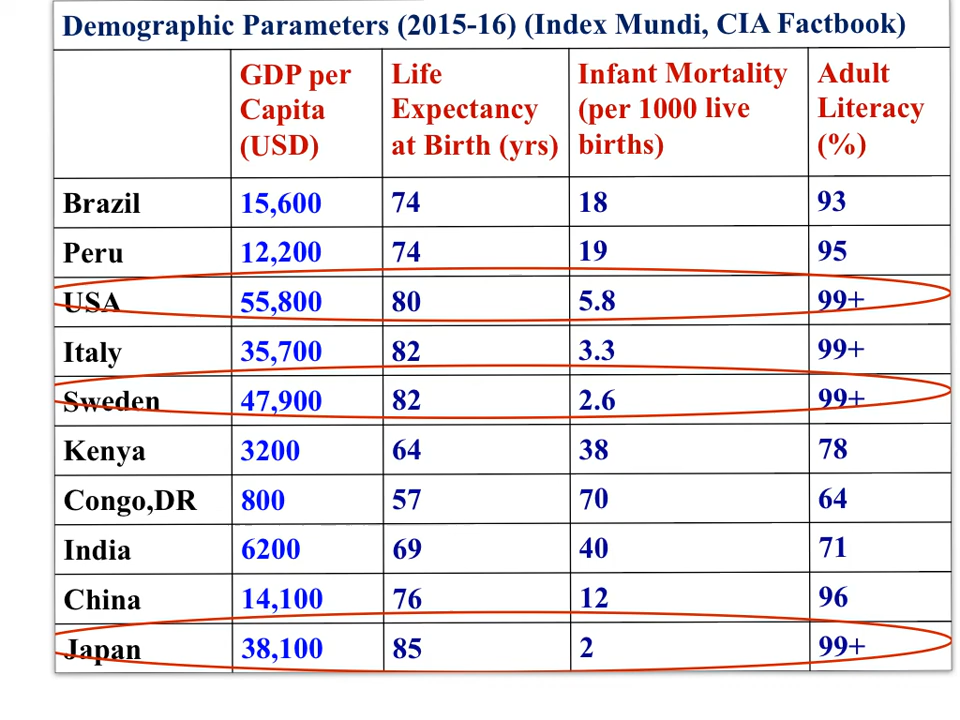 Demographic Parameters (2015-16) (Index Mundi, CIA Factbook)
GDP per Capita (USD) Life Expectancy at Birth (yrs) Infant Mortality (per 1000 live births) Adult Literacy (%)
Brazil 15,600 74 18 93
Peru 12,200 74 19 95
USA 55,800 80 5.8 99+
Italy 35,700 82 3.3 99+
Sweden 47,900 82 2.6 99+
Kenya 3200 64 38 78
Congo,DR 800 57 70 64
India 6200 69 40 71
China 14,100 76 12 96
Japan 38,100 85 2 99+